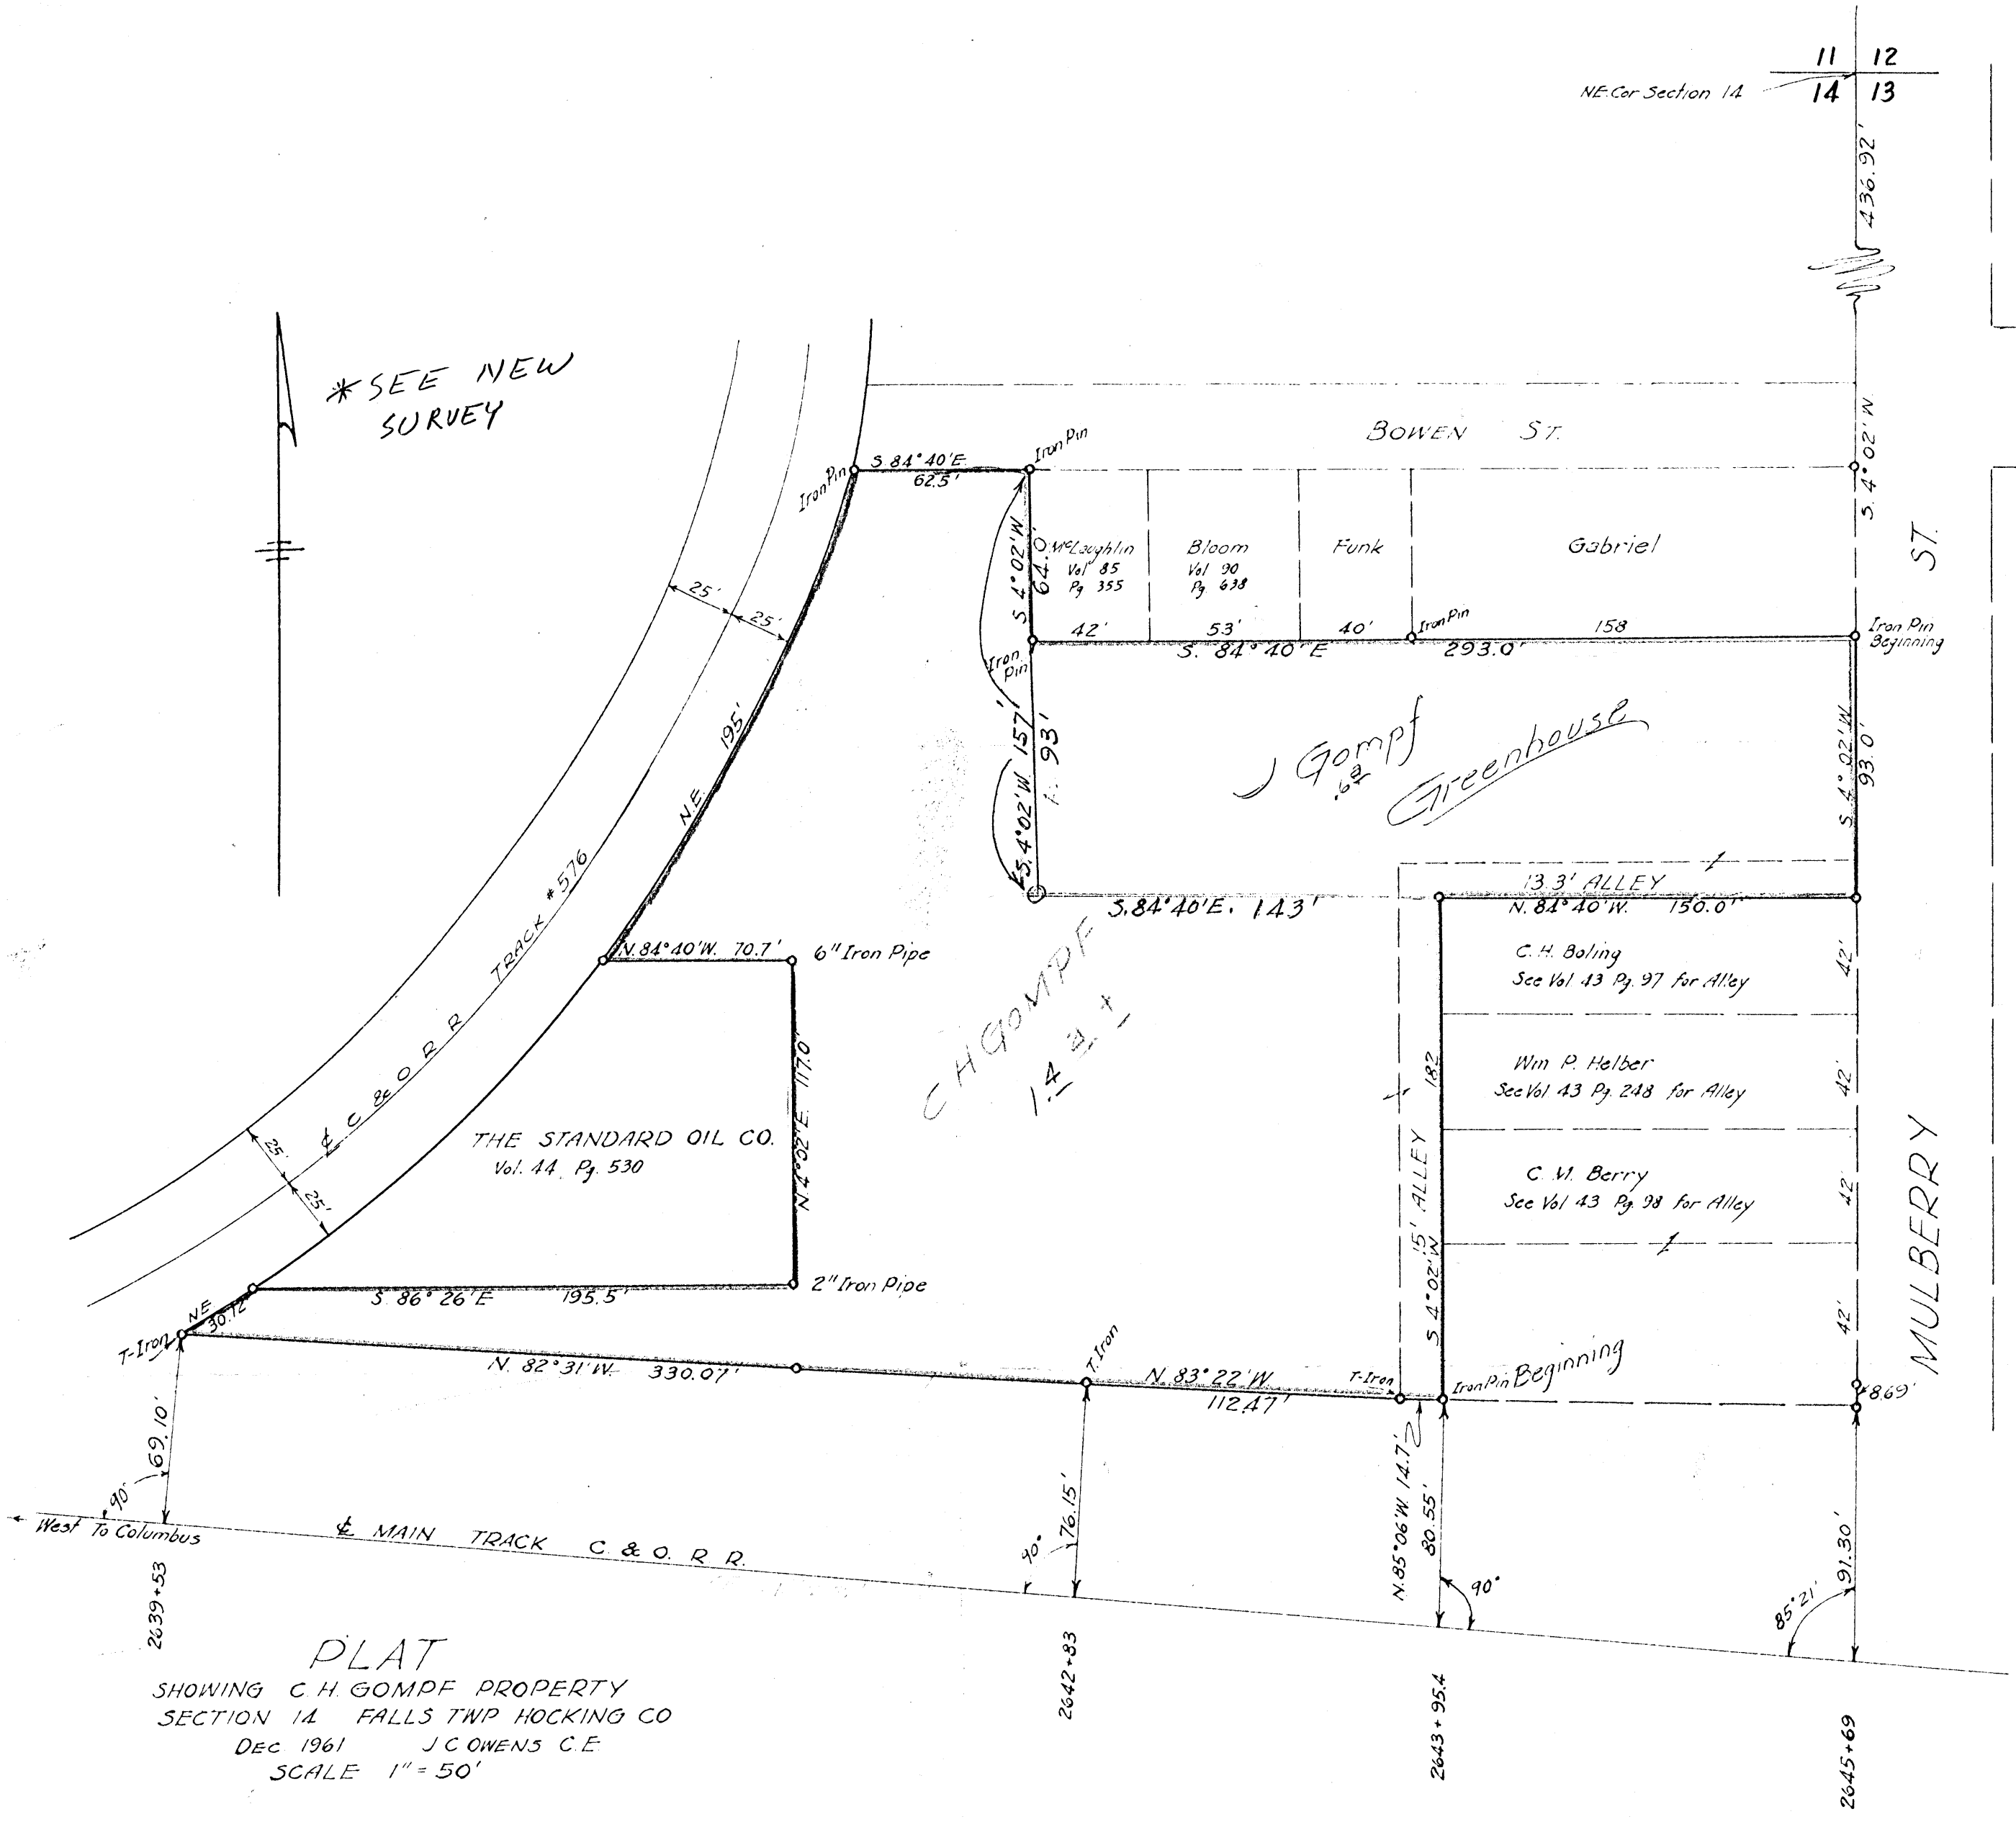 11 12
NE. Cor Section 14
14 13
436.92'
* SEE NEW
SURVEY
BOWEN ST.
S. 4° 02' W.
Iron Pin
S. 84° 40' E.
62.5'
Iron Pin
S 4° 02' W
64.0'
McLaughlin
Vol 85
Pg 355
Bloom
Vol 90
Pg. 638
Funk
Gabriel
42'
53'
40'
Iron Pin
158
Iron Pin
Beginning
Iron
Pin
S. 84° 40' E 293.0'
25'
25'
195'
N.E.
S. 4° 02' W. 157'
93'
J Gompf
.69a
Greenhouse
S. 4° 02' W.
93.0'
13.3' ALLEY
N. 84° 40' W. 150.0'
S. 84° 40' E. 143'
C. H. Boling
See Vol 43 Pg. 97 for Alley
42'
Wm P. Helber
See Vol 43 Pg. 248 for Alley
42'
C. M. Berry
See Vol 43 Pg. 98 for Alley
42'
42'
MULBERRY ST.
℄ C & O R R TRACK #576
N. 84° 40' W. 70.7'
6" Iron Pipe
N. 4° 02' E. 117.0'
THE STANDARD OIL CO.
Vol. 44 Pg. 530
C H GOMPF
25'
25'
182
15' ALLEY
S 4° 02' W
S. 86° 26' E 195.5'
2" Iron Pipe
NE
30.72'
T-Iron
N. 82° 31' W. 330.07'
T.Iron
N. 83° 22' W.
112.47'
T-Iron
Iron Pin Beginning
8.69'
69.10'
90°
West To Columbus
℄ MAIN TRACK C. & O. R R.
90°
76.15'
N. 85° 06' W. 14.7'
80.55'
90°
85° 21'
91.30'
2639+53
2642+83
2643+95.4
2645+69
PLAT
SHOWING C. H. GOMPF PROPERTY
SECTION 14 FALLS TWP HOCKING CO
DEC. 1961 J C OWENS C.E.
SCALE 1" = 50'